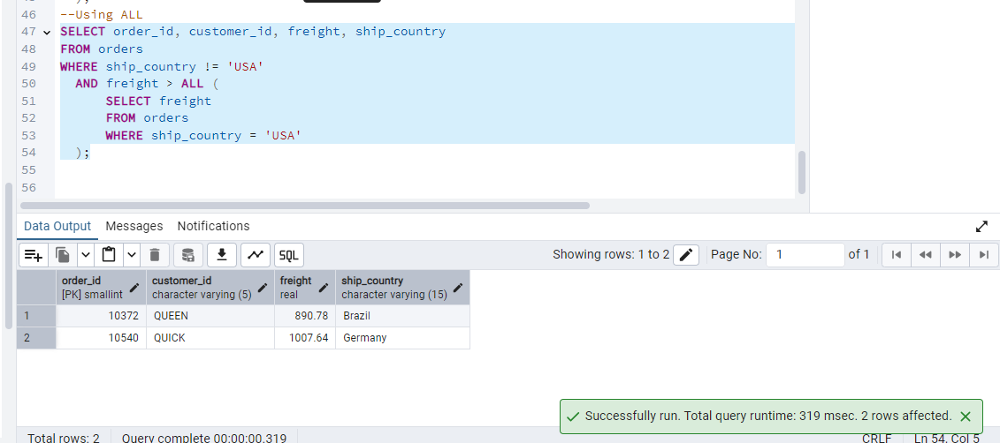 46 --Using ALL
47 SELECT order_id, customer_id, freight, ship_country
48 FROM orders
49 WHERE ship_country != 'USA'
50 AND freight > ALL (
51 SELECT freight
52 FROM orders
53 WHERE ship_country = 'USA'
54 );
55
56
Data Output Messages Notifications
SQL Showing rows: 1 to 2 Page No: 1 of 1
order_id customer_id freight ship_country
[PK] smallint character varying (5) real character varying (15)
1 10372 QUEEN 890.78 Brazil
2 10540 QUICK 1007.64 Germany
Successfully run. Total query runtime: 319 msec. 2 rows affected.
Total rows: 2 Query complete 00:00:00.319 CRLF Ln 54, Col 5